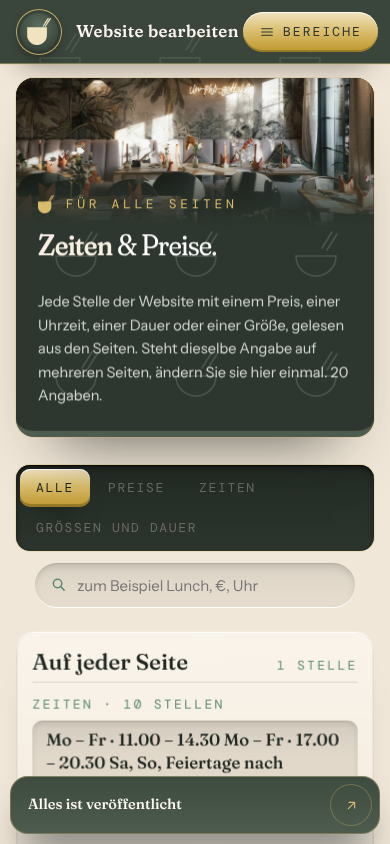 Website bearbeiten
BEREICHE
FÜR ALLE SEITEN
Zeiten & Preise.
Jede Stelle der Website mit einem Preis, einer
Uhrzeit, einer Dauer oder einer Größe, gelesen
aus den Seiten. Steht dieselbe Angabe auf
mehreren Seiten, ändern Sie sie hier einmal. 20
Angaben.
ALLE PREISE ZEITEN
GRÖSSEN UND DAUER
zum Beispiel Lunch, €, Uhr
Auf jeder Seite 1 STELLE
ZEITEN · 10 STELLEN
Mo – Fr · 11.00 – 14.30 Mo – Fr · 17.00
– 20.30 Sa, So, Feiertage nach
Alles ist veröffentlicht